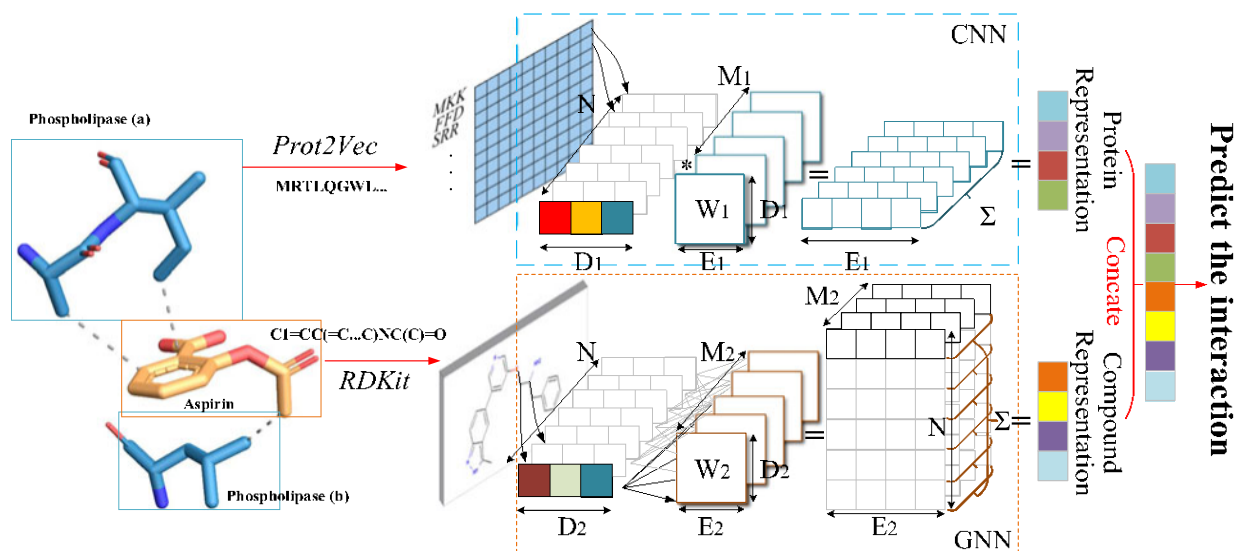 Phospholipase (a)
Prot2Vec
MRTLQGWL...
MKK
FFD
SRR
.
.
.
N
D1
CNN
M1
*
W1
D1
E1
=
E1
Σ
=
Protein
Representation
C1=CC(=C...C)NC(C)=O
RDKit
Aspirin
Phospholipase (b)
N
D2
M2
W2
D2
E2
=
M2
N
E2
Σ
=
GNN
Compound
Representation
Concate
Predict the interaction